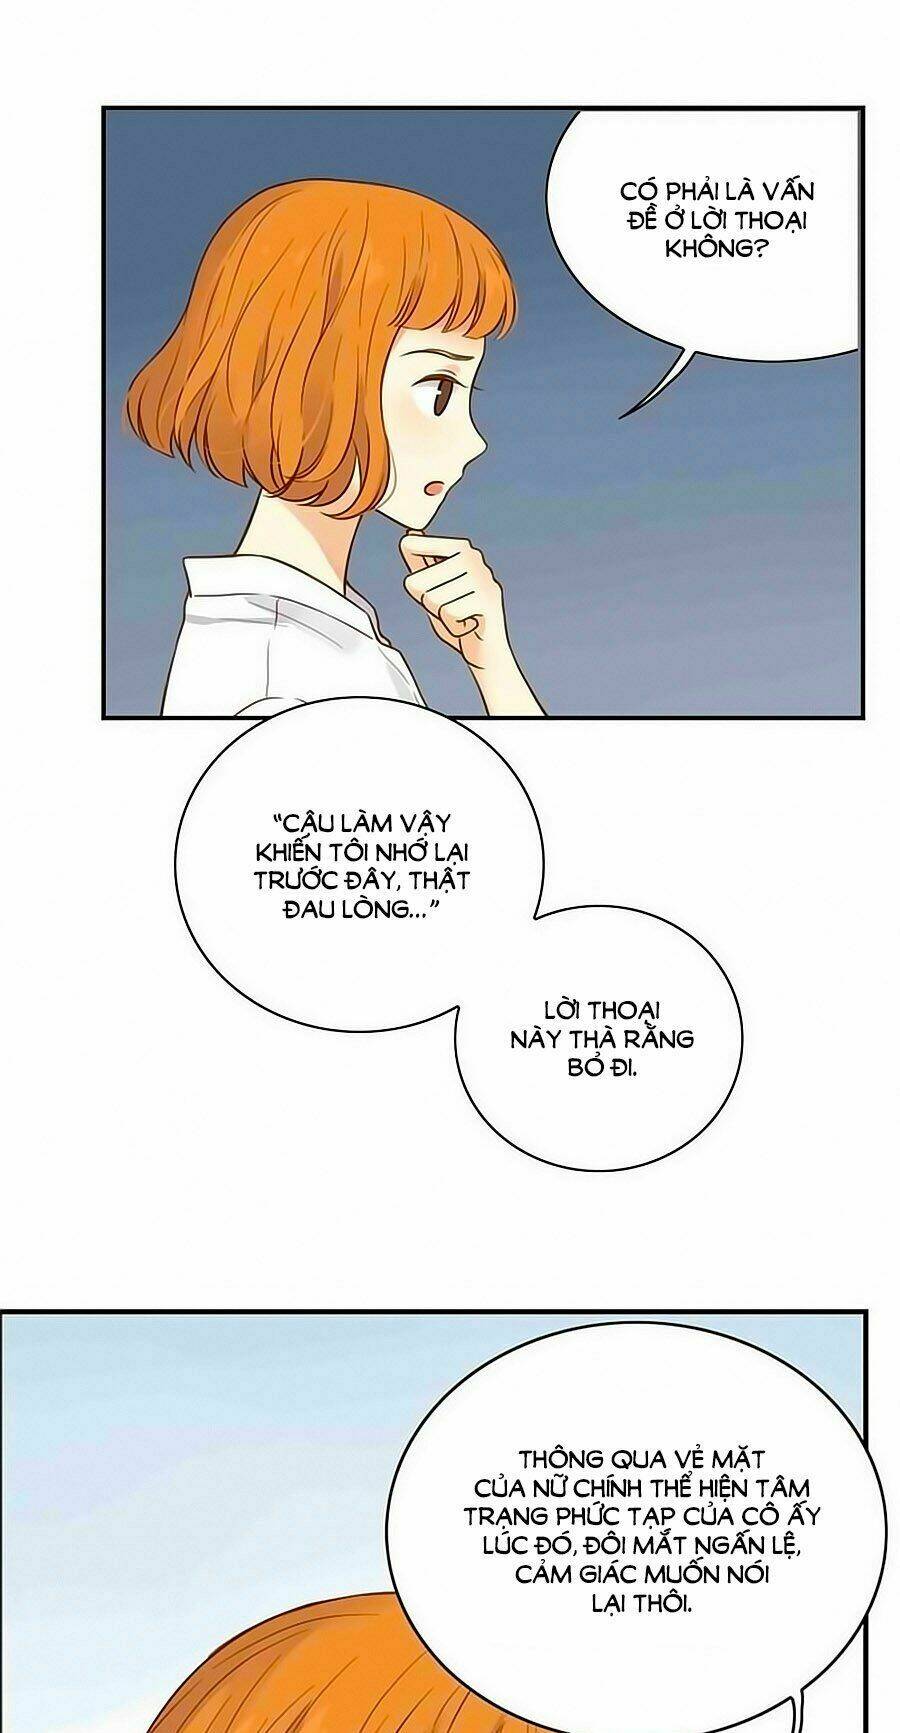 CÓ PHẢI LÀ VẤN
ĐỀ Ở LỜI THOẠI
KHÔNG?
"CẬU LÀM VẬY
KHIẾN TÔI NHỚ LẠI
TRƯỚC ĐÂY, THẬT
ĐAU LÒNG..."
LỜI THOẠI
NÀY THÀ RẰNG
BỎ ĐI.
THÔNG QUA VẺ MẶT
CỦA NỮ CHÍNH THỂ HIỆN TÂM
TRẠNG PHỨC TẠP CỦA CÔ ẤY
LÚC ĐÓ, ĐÔI MẮT NGẤN LỆ,
CẢM GIÁC MUỐN NÓI
LẠI THÔI.